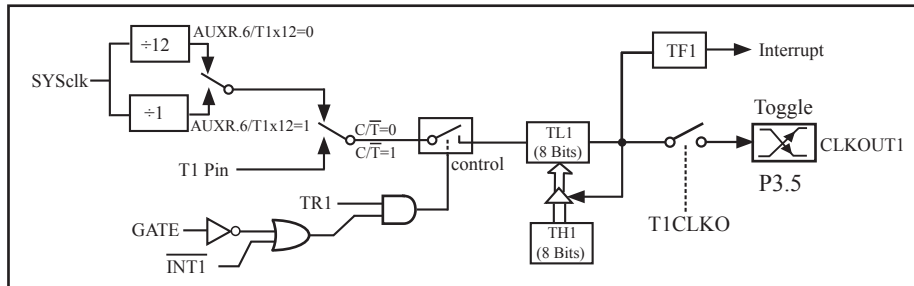 AUXR.6/T1x12=0
÷12
SYSclk
÷1
AUXR.6/T1x12=1
C/T̅=0
C/T̅=1
T1 Pin
control
TR1
GATE
I̅N̅T̅1̅
TL1
(8 Bits)
TH1
(8 Bits)
TF1
Interrupt
Toggle
CLKOUT1
P3.5
T1CLKO